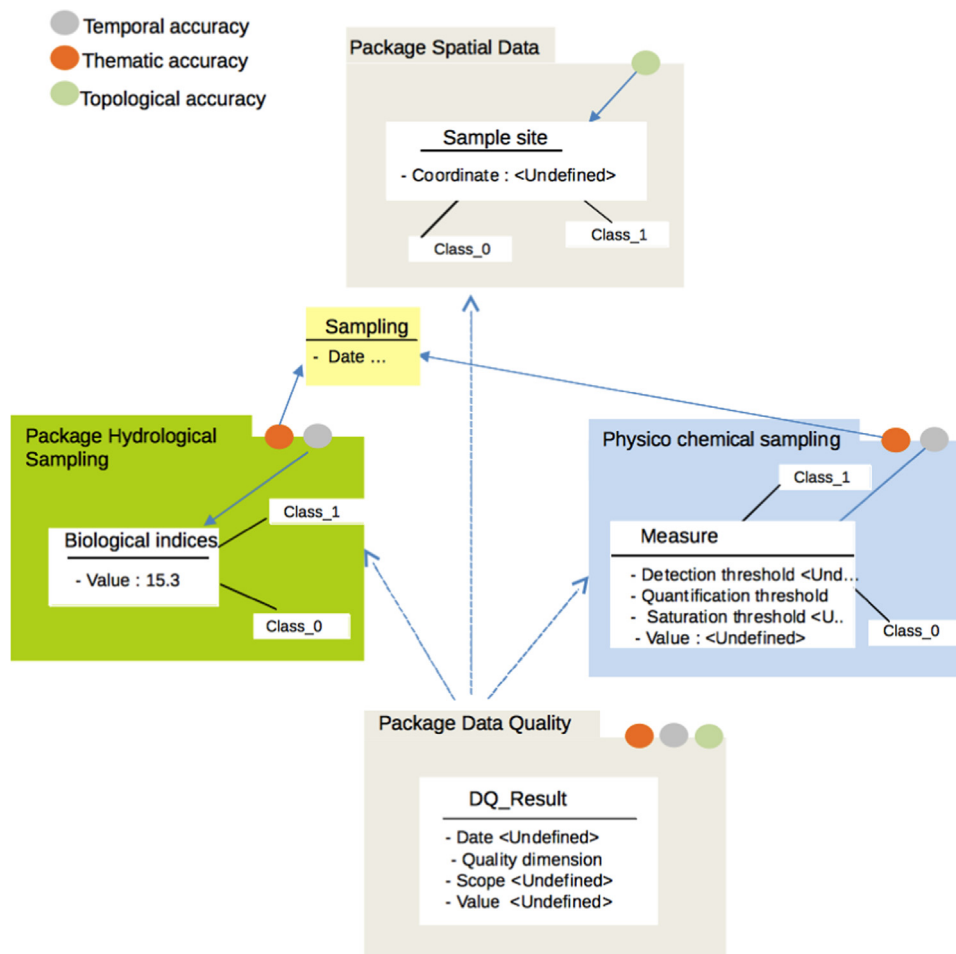 Temporal accuracy
Thematic accuracy
Topological accuracy
Package Spatial Data
Sample site
- Coordinate : <Undefined>
Class_0
Class_1
Sampling
- Date ...
Package Hydrological
Sampling
Class_1
Biological indices
- Value : 15.3
Class_0
Physico chemical sampling
Class_1
Measure
- Detection threshold <Und...
- Quantification threshold
- Saturation threshold <U..
- Value : <Undefined>
Class_0
Package Data Quality
DQ_Result
- Date <Undefined>
- Quality dimension
- Scope <Undefined>
- Value <Undefined>